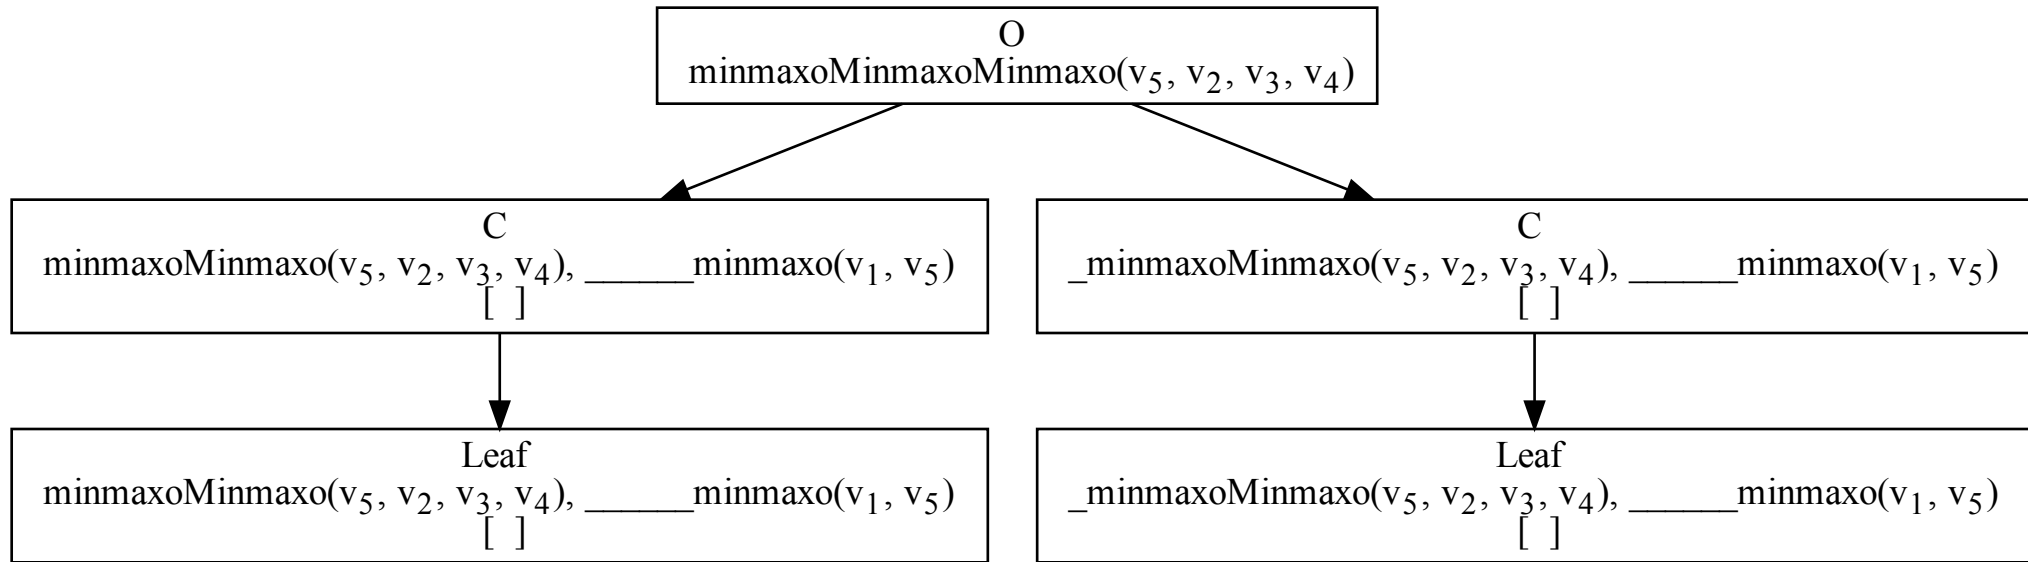 O
minmaxoMinmaxoMinmaxo(v₅, v₂, v₃, v₄)
C
minmaxoMinmaxo(v₅, v₂, v₃, v₄), ______minmaxo(v₁, v₅)
[ ]
C
_minmaxoMinmaxo(v₅, v₂, v₃, v₄), ______minmaxo(v₁, v₅)
[ ]
Leaf
minmaxoMinmaxo(v₅, v₂, v₃, v₄), ______minmaxo(v₁, v₅)
[ ]
Leaf
_minmaxoMinmaxo(v₅, v₂, v₃, v₄), ______minmaxo(v₁, v₅)
[ ]